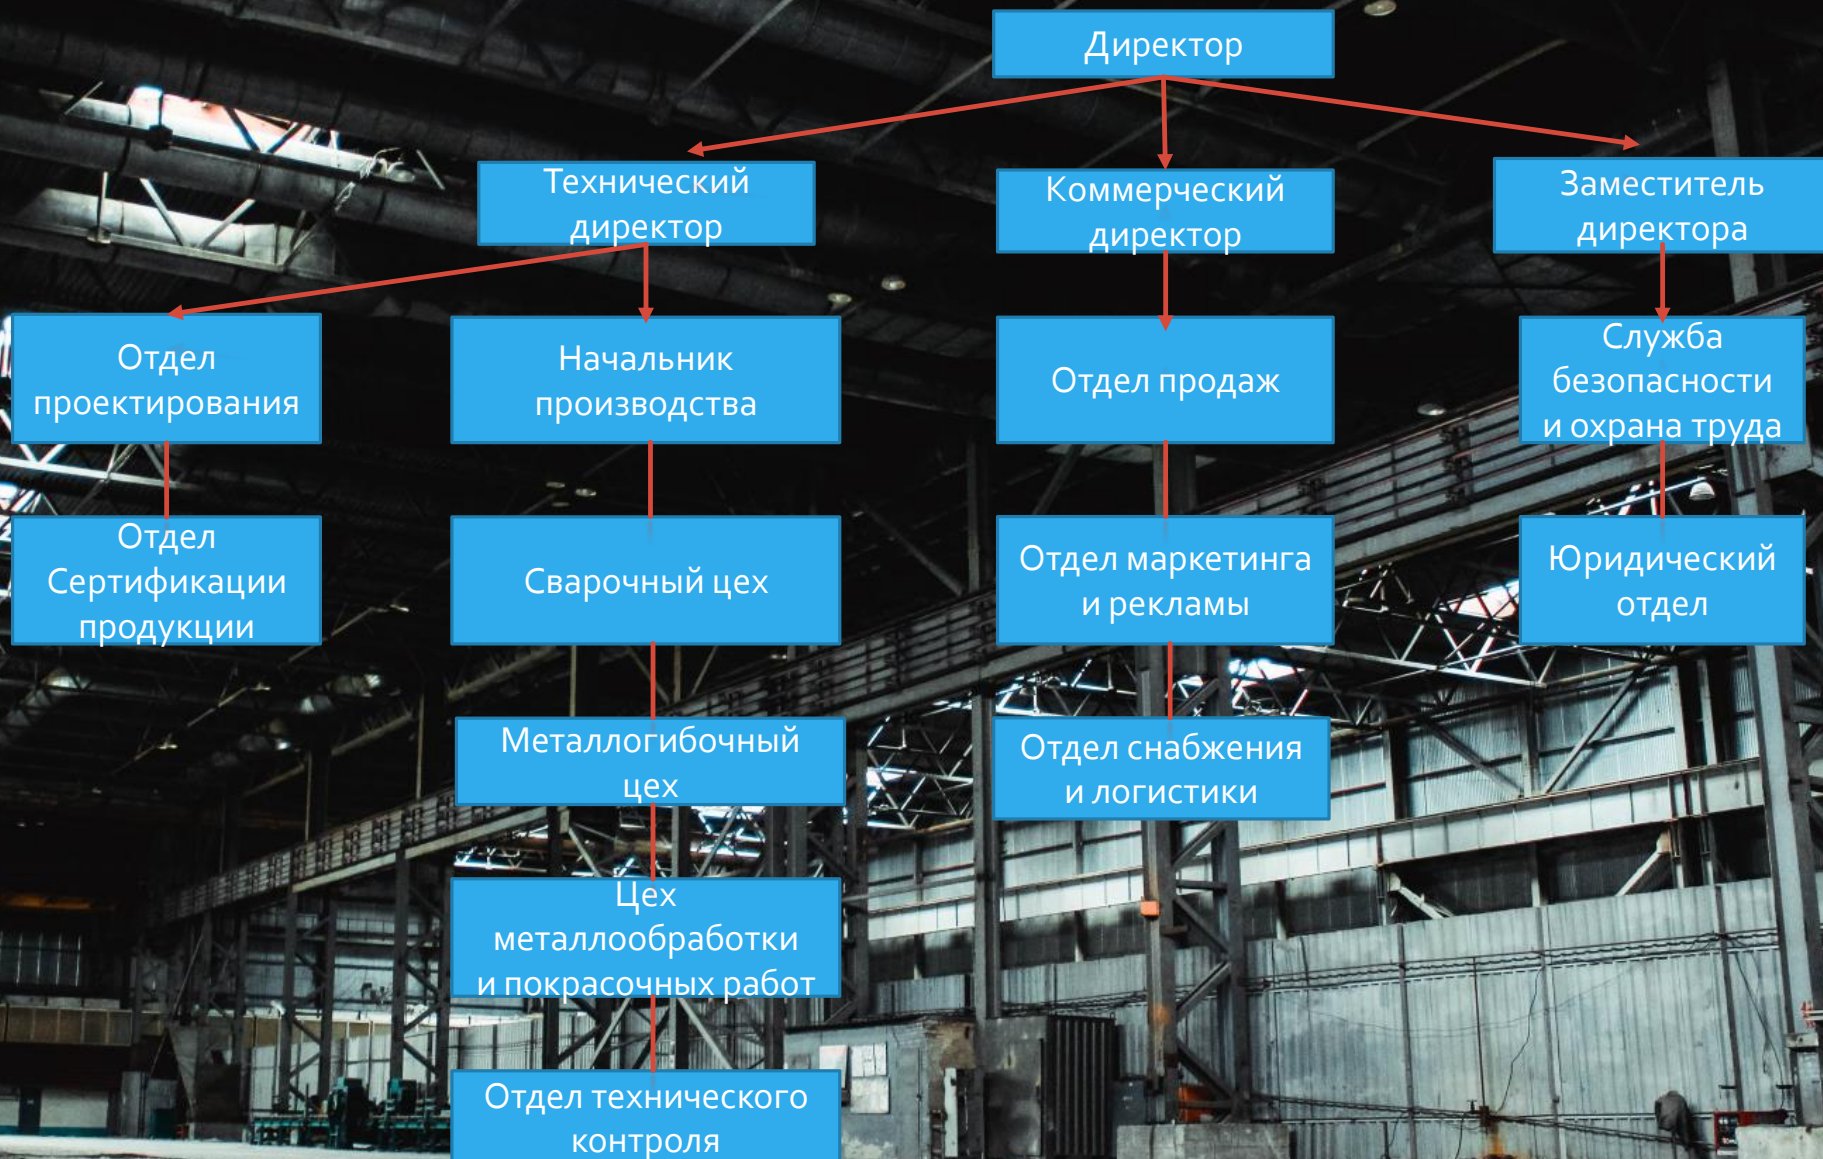 Директор
Технический
директор
Коммерческий
директор
Заместитель
директора
Отдел
проектирования
Начальник
производства
Отдел продаж
Служба
безопасности
и охрана труда
Отдел
Сертификации
продукции
Сварочный цех
Отдел маркетинга
и рекламы
Юридический
отдел
Металлогибочный
цех
Отдел снабжения
и логистики
Цех
металлообработки
и покрасочных работ
Отдел технического
контроля